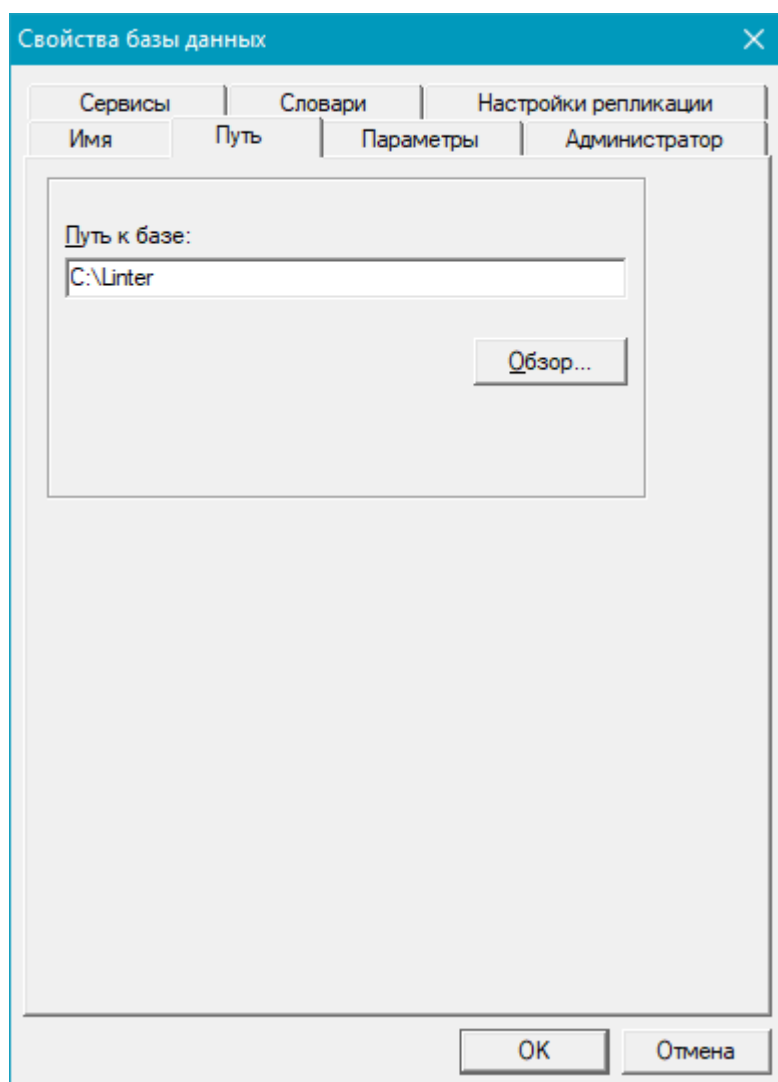 Свойства базы данных
Сервисы Словари Настройки репликации
Имя Путь Параметры Администратор
Путь к базе:
C:\Linter
Обзор...
OK Отмена